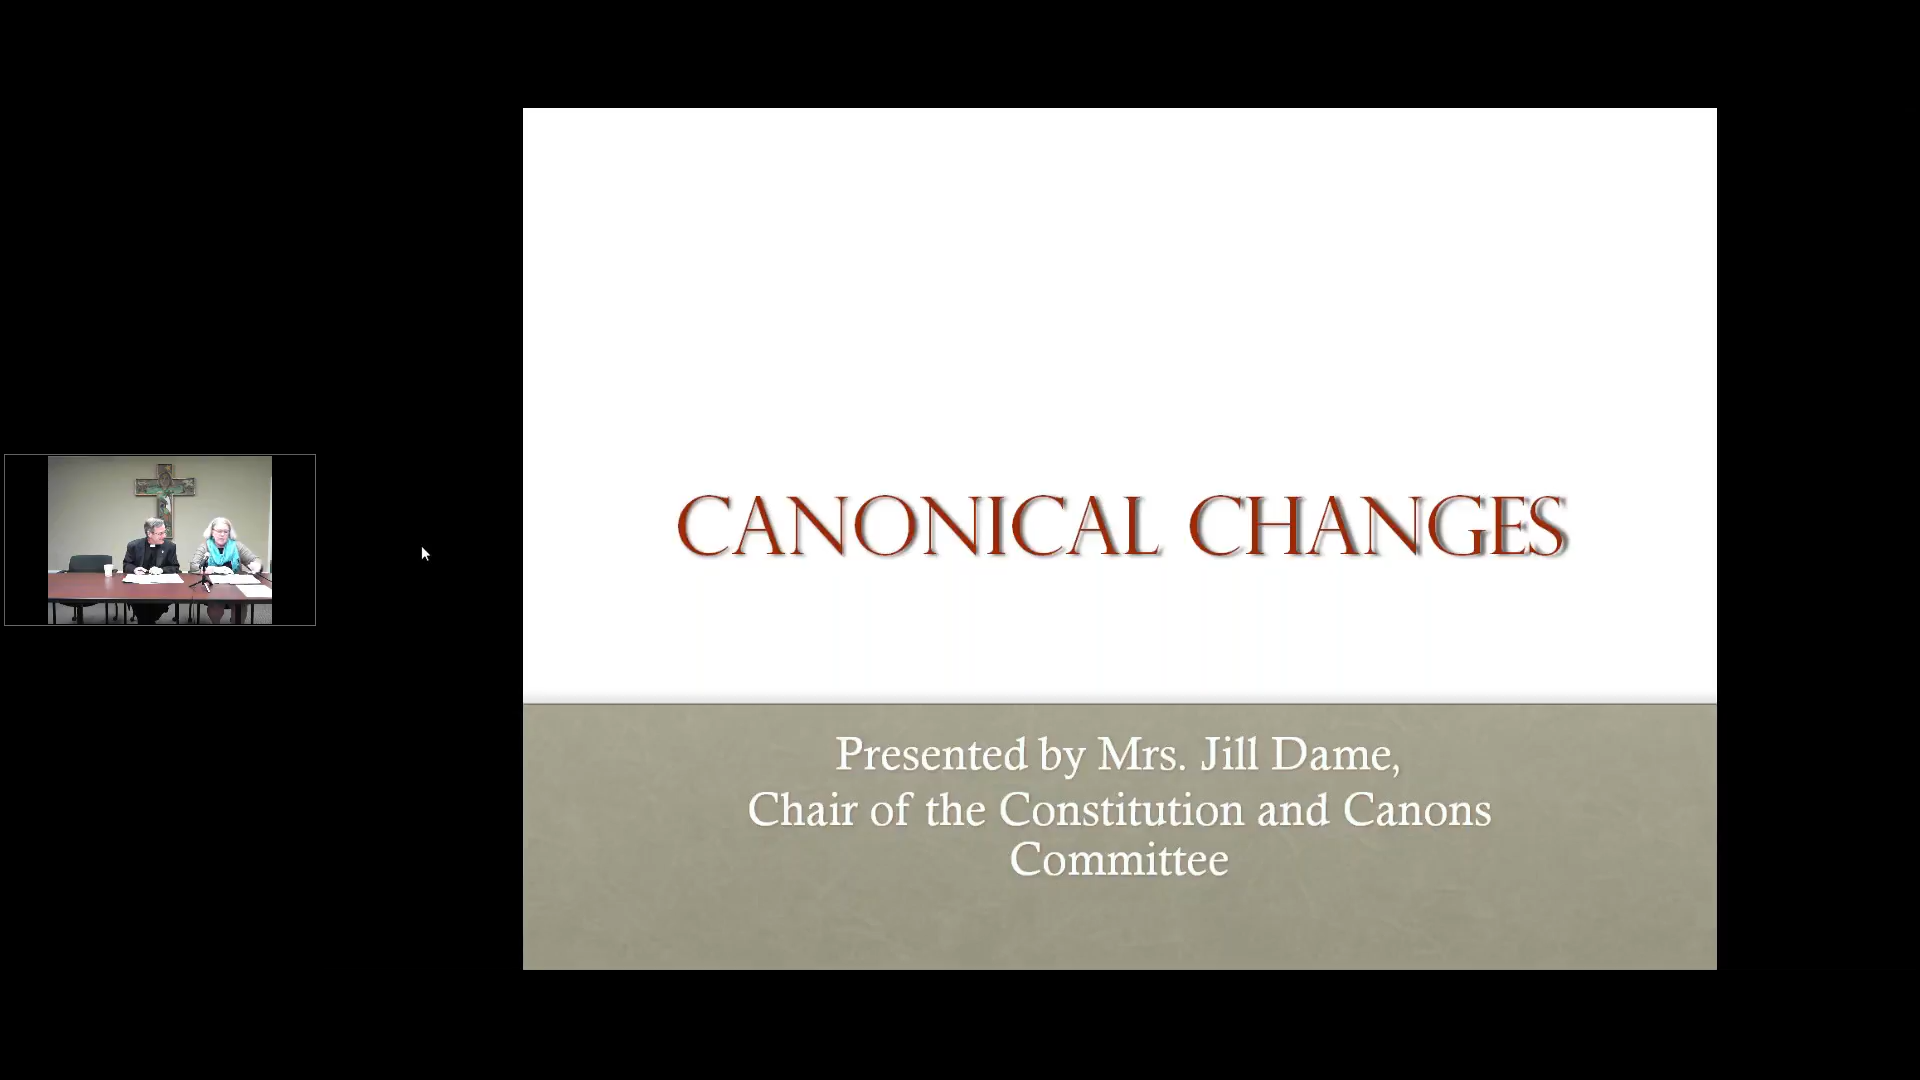 CANONICAL CHANGES
Presented by Mrs. Jill Dame,
Chair of the Constitution and Canons
Committee